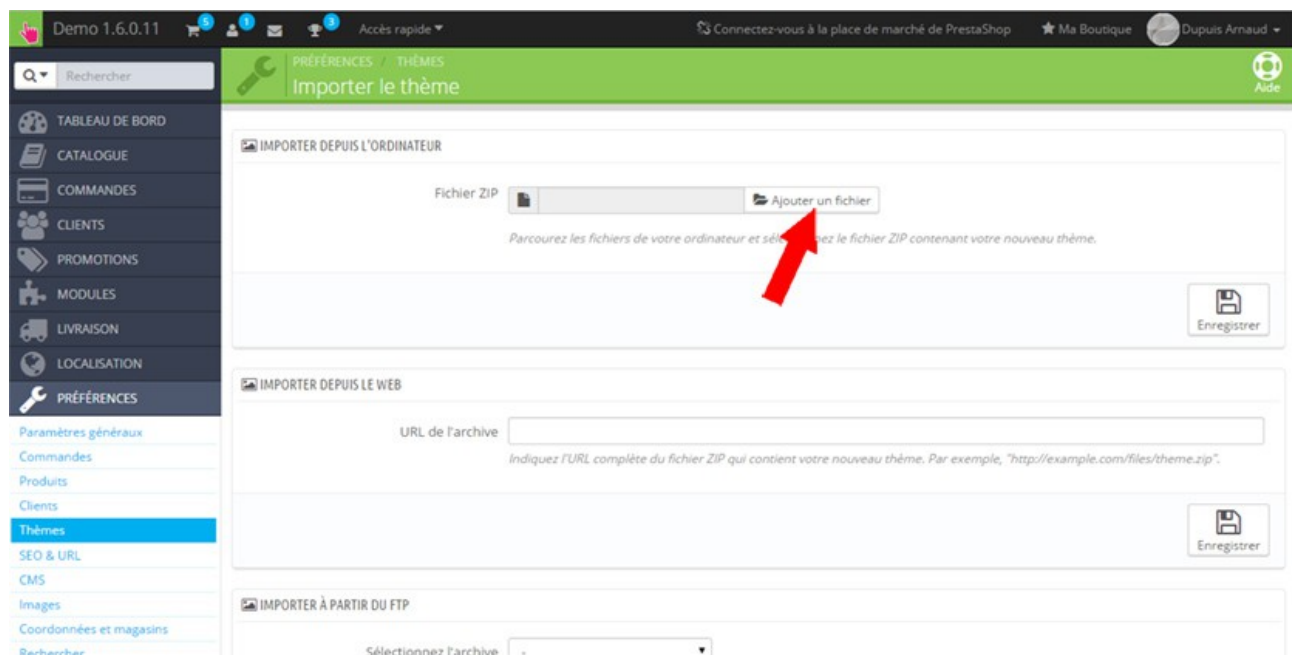 Demo 1.6.0.11 5 1 3 Accès rapide Connectez-vous à la place de marché de PrestaShop Ma Boutique Dupuis Arnaud
Rechercher
PRÉFÉRENCES / THÈMES
Importer le thème
Aide
TABLEAU DE BORD
CATALOGUE
COMMANDES
CLIENTS
PROMOTIONS
MODULES
LIVRAISON
LOCALISATION
PRÉFÉRENCES
Paramètres généraux
Commandes
Produits
Clients
Thèmes
SEO & URL
CMS
Images
Coordonnées et magasins
Rechercher
IMPORTER DEPUIS L'ORDINATEUR
Fichier ZIP Ajouter un fichier
Parcourez les fichiers de votre ordinateur et sélectionnez le fichier ZIP contenant votre nouveau thème.
Enregistrer
IMPORTER DEPUIS LE WEB
URL de l'archive
Indiquez l'URL complète du fichier ZIP qui contient votre nouveau thème. Par exemple, "http://example.com/files/theme.zip".
Enregistrer
IMPORTER À PARTIR DU FTP
Sélectionnez l'archive -